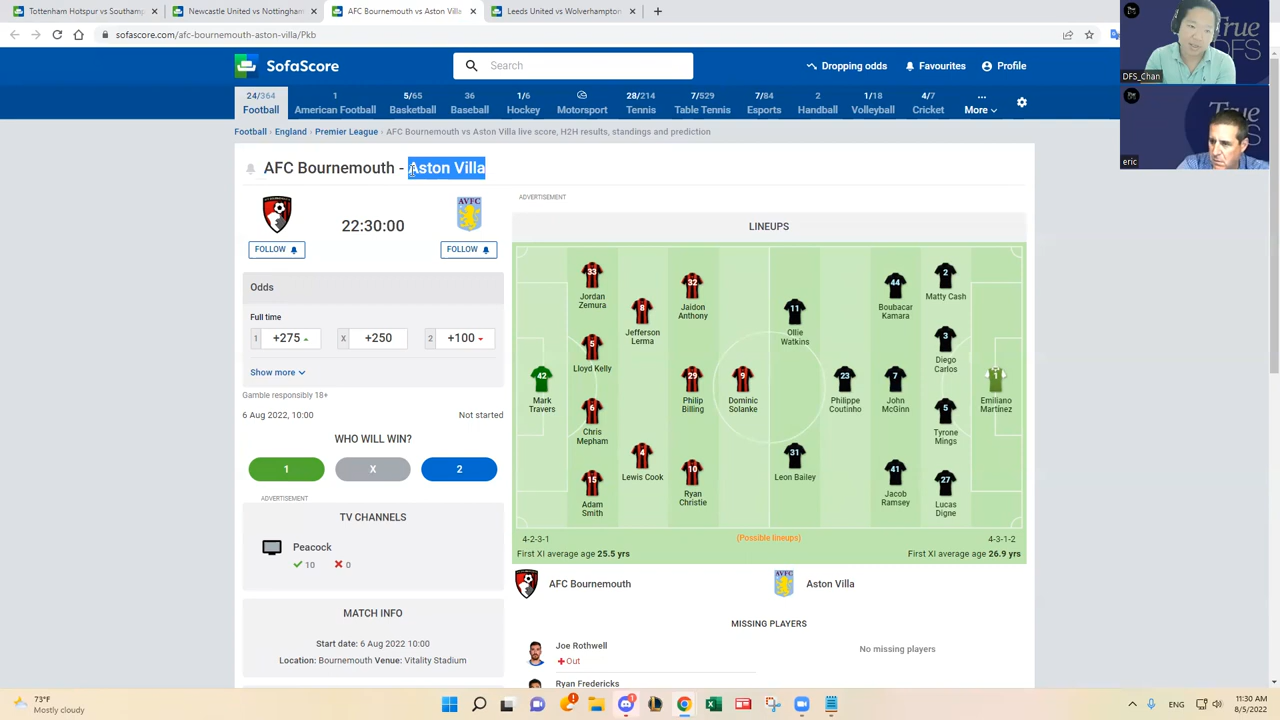 Tottenham Hotspur vs Southamp
Newcastle United vs Nottingham
AFC Bournemouth vs Aston Villa
Leeds United vs Wolverhampton
sofascore.com/afc-bournemouth-aston-villa/Pkb
SofaScore
Search
Dropping odds
Favourites
Profile
24/364
Football
1
American Football
5/65
Basketball
36
Baseball
1/6
Hockey
Motorsport
28/214
Tennis
7/529
Table Tennis
7/84
Esports
2
Handball
1/18
Volleyball
4/7
Cricket
More
Football
England
Premier League
AFC Bournemouth vs Aston Villa live score, H2H results, standings and prediction
AFC Bournemouth - Aston Villa
AVFC
22:30:00
FOLLOW
FOLLOW
Odds
Full time
1 +275
X +250
2 +100
Show more
Gamble responsibly 18+
6 Aug 2022, 10:00
Not started
WHO WILL WIN?
1
X
2
ADVERTISEMENT
TV CHANNELS
Peacock
10
0
MATCH INFO
Start date: 6 Aug 2022 10:00
Location: Bournemouth Venue: Vitality Stadium
ADVERTISEMENT
LINEUPS
33
Jordan
Zemura
5
Lloyd Kelly
42
Mark
Travers
6
Chris
Mepham
15
Adam
Smith
8
Jefferson
Lerma
4
Lewis Cook
32
Jaidon
Anthony
29
Philip
Billing
10
Ryan
Christie
9
Dominic
Solanke
11
Ollie
Watkins
31
Leon Bailey
23
Philippe
Coutinho
44
Boubacar
Kamara
7
John
McGinn
41
Jacob
Ramsey
2
Matty Cash
3
Diego
Carlos
5
Tyrone
Mings
27
Lucas
Digne
1
Emiliano
Martínez
4-2-3-1
(Possible lineups)
4-3-1-2
First XI average age 25.5 yrs
First XI average age 26.9 yrs
AFC Bournemouth
Aston Villa
MISSING PLAYERS
Joe Rothwell
Out
No missing players
Ryan Fredericks
True
DFS
DFS_Chan
True
DFS
eric
73°F
Mostly cloudy
11:30 AM
8/5/2022